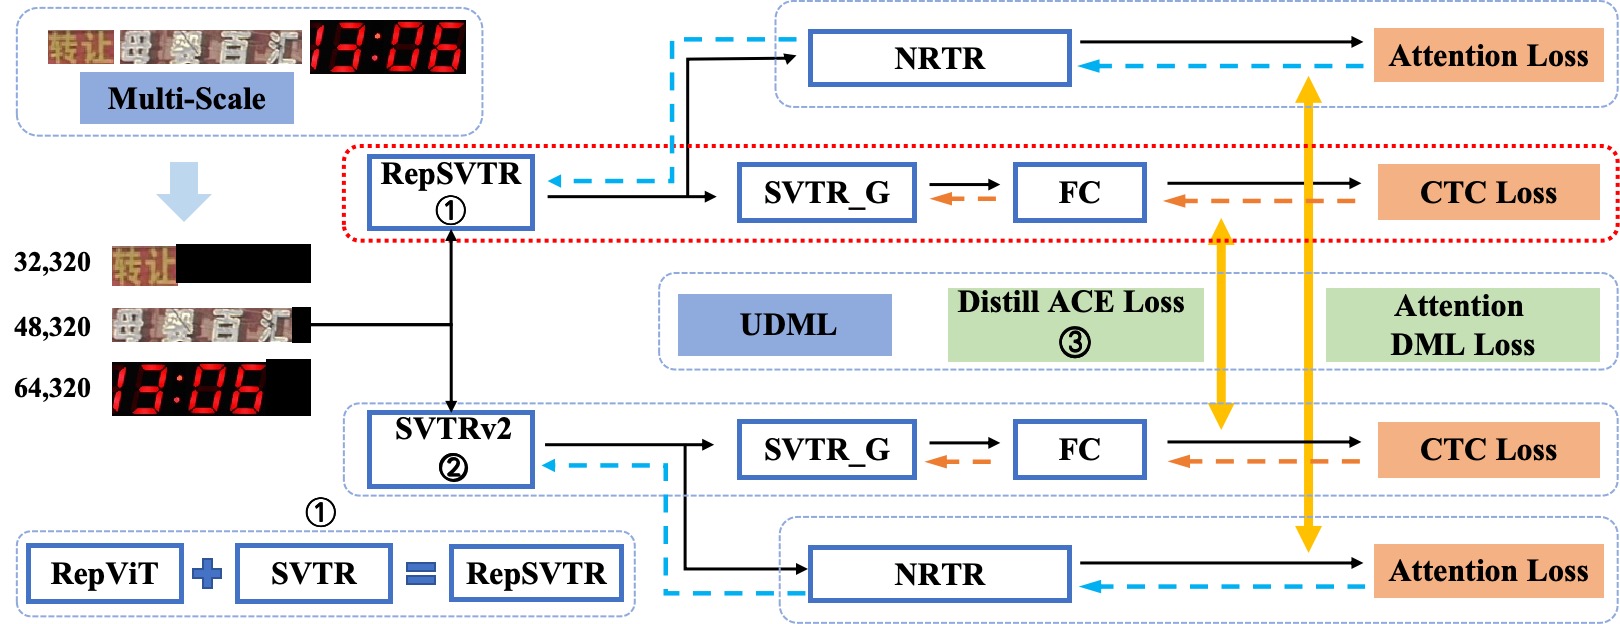 转让 母婴百汇 13:06
Multi-Scale
NRTR
Attention Loss
RepSVTR
①
SVTR_G
FC
CTC Loss
32,320 转让
48,320 母婴百汇
64,320 13:06
UDML
Distill ACE Loss
③
Attention
DML Loss
SVTRv2
②
SVTR_G
FC
CTC Loss
①
RepViT + SVTR = RepSVTR
NRTR
Attention Loss